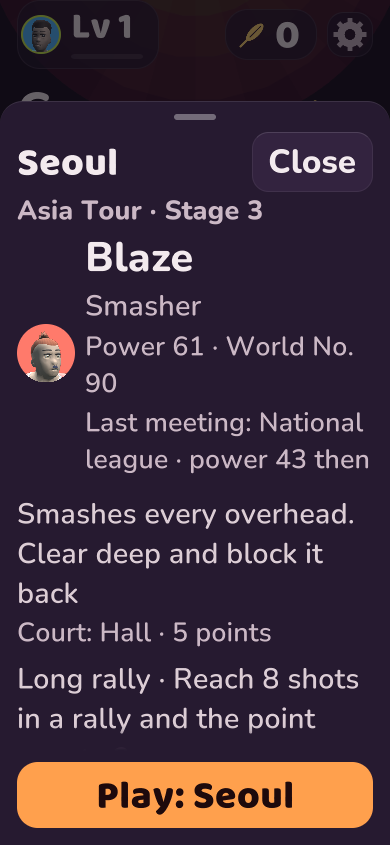 Lv 1
0
Seoul
Close
Asia Tour · Stage 3
Blaze
Smasher
Power 61 · World No.
90
Last meeting: National
league · power 43 then
Smashes every overhead.
Clear deep and block it
back
Court: Hall · 5 points
Long rally · Reach 8 shots
in a rally and the point
Play: Seoul